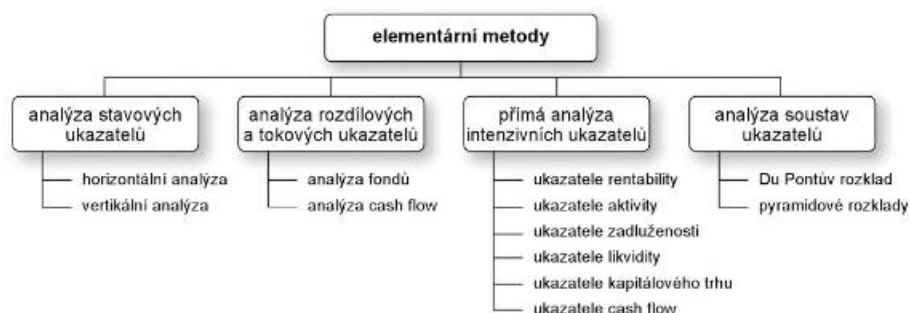 elementární metody
analýza stavových
ukazatelů
analýza rozdílových
a tokových ukazatelů
přímá analýza
intenzivních ukazatelů
analýza soustav
ukazatelů
horizontální analýza
vertikální analýza
analýza fondů
analýza cash flow
ukazatele rentability
ukazatele aktivity
ukazatele zadluženosti
ukazatele likvidity
ukazatele kapitálového trhu
ukazatele cash flow
Du Pontův rozklad
pyramidové rozklady